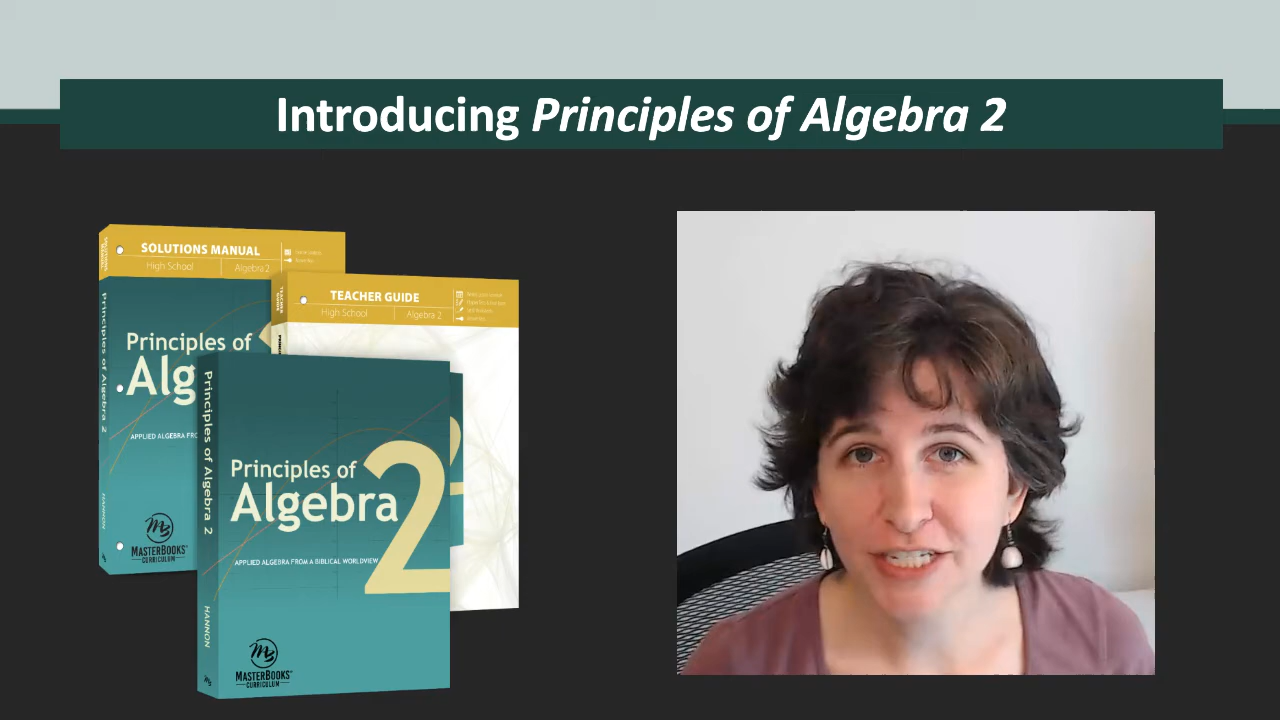 Introducing Principles of Algebra 2
SOLUTIONS MANUAL
High School
Algebra 2
Principles of
Alg
APPLIED ALGEBRA FRO
Principles of Algebra 2
HANNON
MASTERBOOKS
CURRICULUM
TEACHER GUIDE
High School
Algebra 2
Principles of
Algebra 2
APPLIED ALGEBRA FROM A BIBLICAL WORLDVIEW
Principles of Algebra 2
HANNON
MASTERBOOKS
CURRICULUM